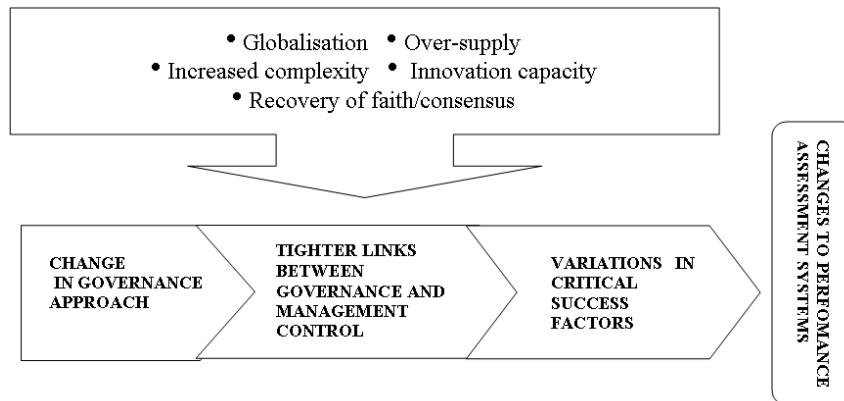 • Globalisation • Over-supply
• Increased complexity • Innovation capacity
• Recovery of faith/consensus
CHANGE
IN GOVERNANCE
APPROACH
TIGHTER LINKS
BETWEEN
GOVERNANCE AND
MANAGEMENT
CONTROL
VARIATIONS IN
CRITICAL
SUCCESS
FACTORS
CHANGES TO PERFOMANCE
ASSESSMENT SYSTEMS